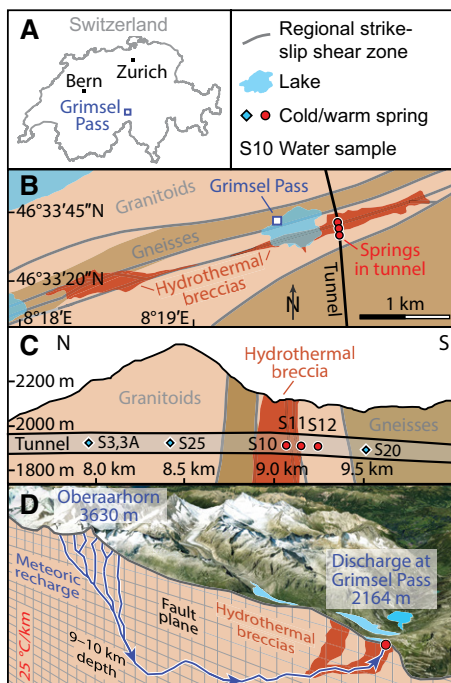 A
Switzerland
Zurich
Bern
Grimsel
Pass
Regional strike-
slip shear zone
Lake
Cold/warm spring
S10 Water sample
B
Grimsel Pass
46°33′45″N
Granitoids
Gneisses
Springs
in tunnel
46°33′20″N
Hydrothermal
breccias
Tunnel
N
1 km
8°18′E
8°19′E
C
N
S
Hydrothermal
breccia
2200 m
Granitoids
2000 m
S11
S12
Gneisses
Tunnel
S3,3A
S25
S10
S20
1800 m
8.0 km
8.5 km
9.0 km
9.5 km
D
Oberaarhorn
3630 m
Discharge at
Grimsel Pass
2164 m
Meteoric
recharge
Fault
plane
Hydrothermal
breccias
25 °C/km
9–10 km
depth